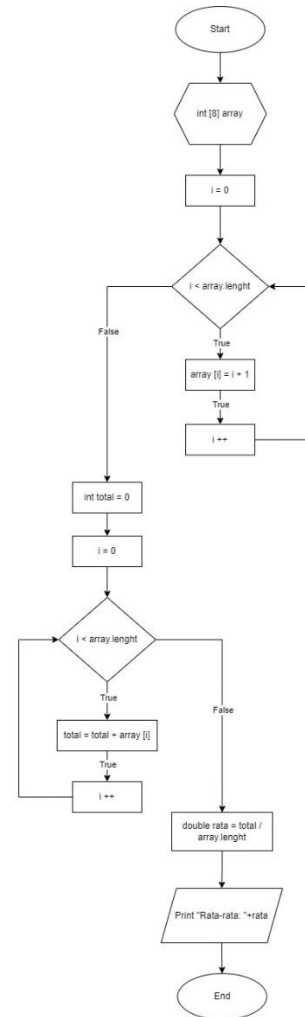 Start
int [8] array
i = 0
i < array.lenght
True
array [i] = i + 1
True
i ++
False
int total = 0
i = 0
i < array.lenght
True
total = total + array [i]
True
i ++
False
double rata = total /
array.lenght
Print "Rata-rata: "+rata
End